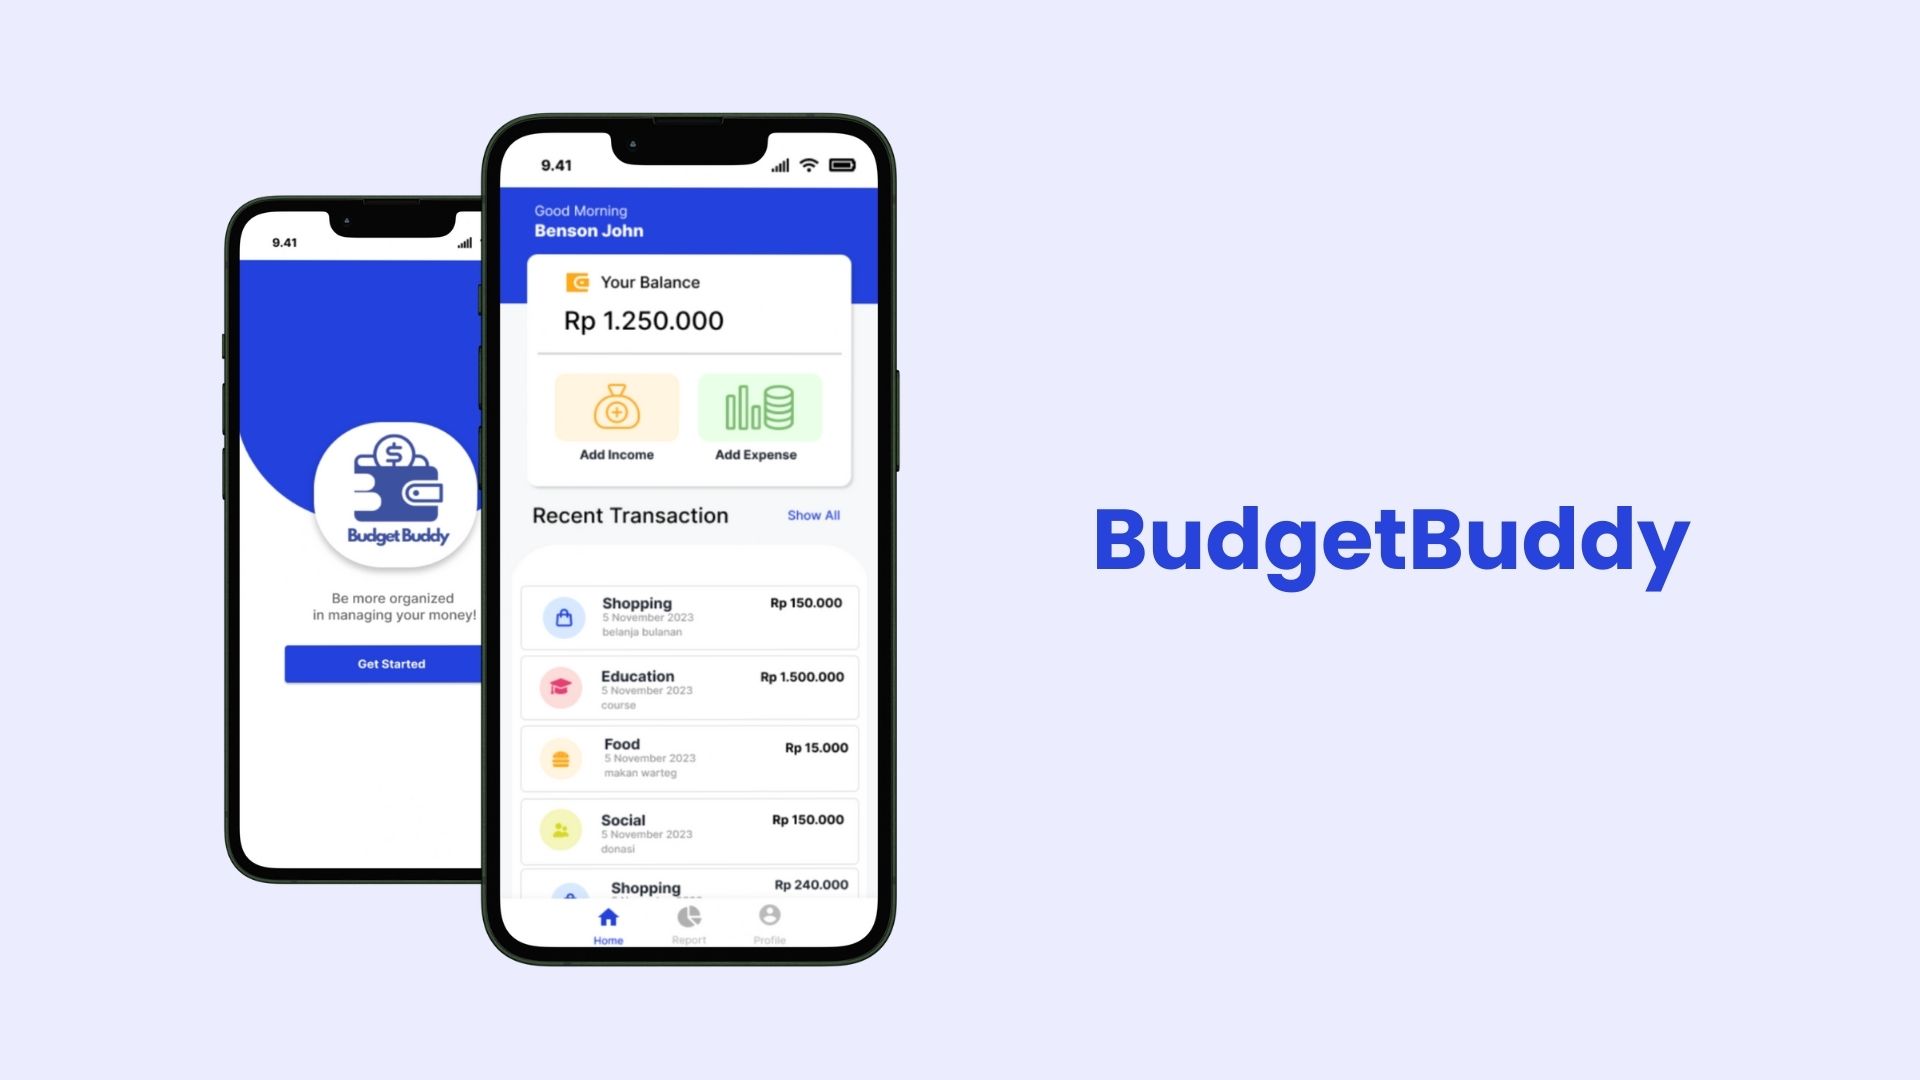 9.41
Be more organized
in managing your money!
Get Started
Budget Buddy
9.41
Good Morning
Benson John
Your Balance
Rp 1.250.000
Add Income
Add Expense
Recent Transaction
Show All
Shopping
Rp 150.000
5 November 2023
belanja bulanan
Education
Rp 1.500.000
5 November 2023
course
Food
Rp 15.000
5 November 2023
makan warteg
Social
Rp 150.000
5 November 2023
donasi
Shopping
Rp 240.000
Home
Report
Profile
BudgetBuddy